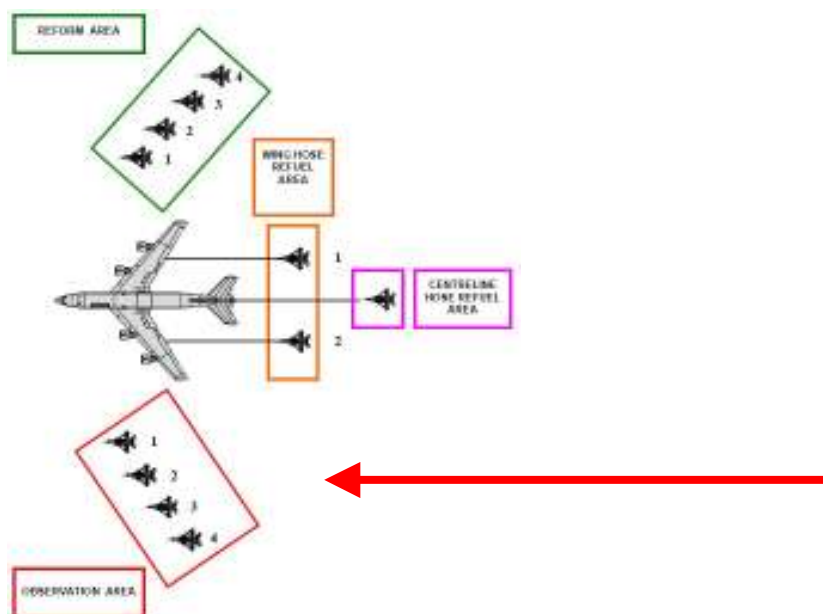 REFORM AREA
4
3
2
1
WING HOSE
REFUEL
AREA
1
CENTRELINE
HOSE REFUEL
AREA
2
1
2
3
4
OBSERVATION AREA